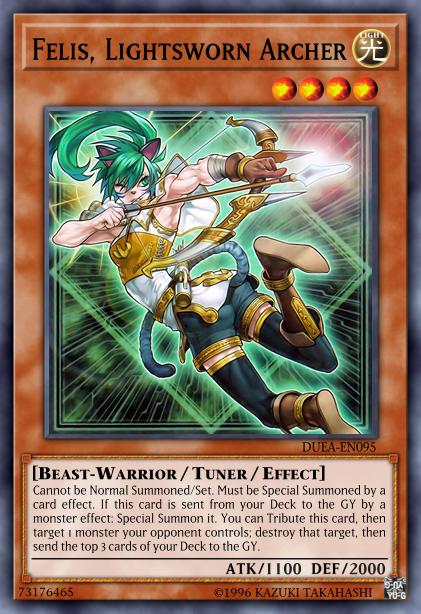 Felis, Lightsworn Archer
LIGHT
光
DUEA-EN095
[Beast-Warrior / Tuner / Effect]
Cannot be Normal Summoned/Set. Must be Special Summoned by a
card effect. If this card is sent from your Deck to the GY by a
monster effect: Special Summon it. You can Tribute this card, then
target 1 monster your opponent controls; destroy that target, then
send the top 3 cards of your Deck to the GY.
ATK/1100 DEF/2000
73176465
©1996 KAZUKI TAKAHASHI